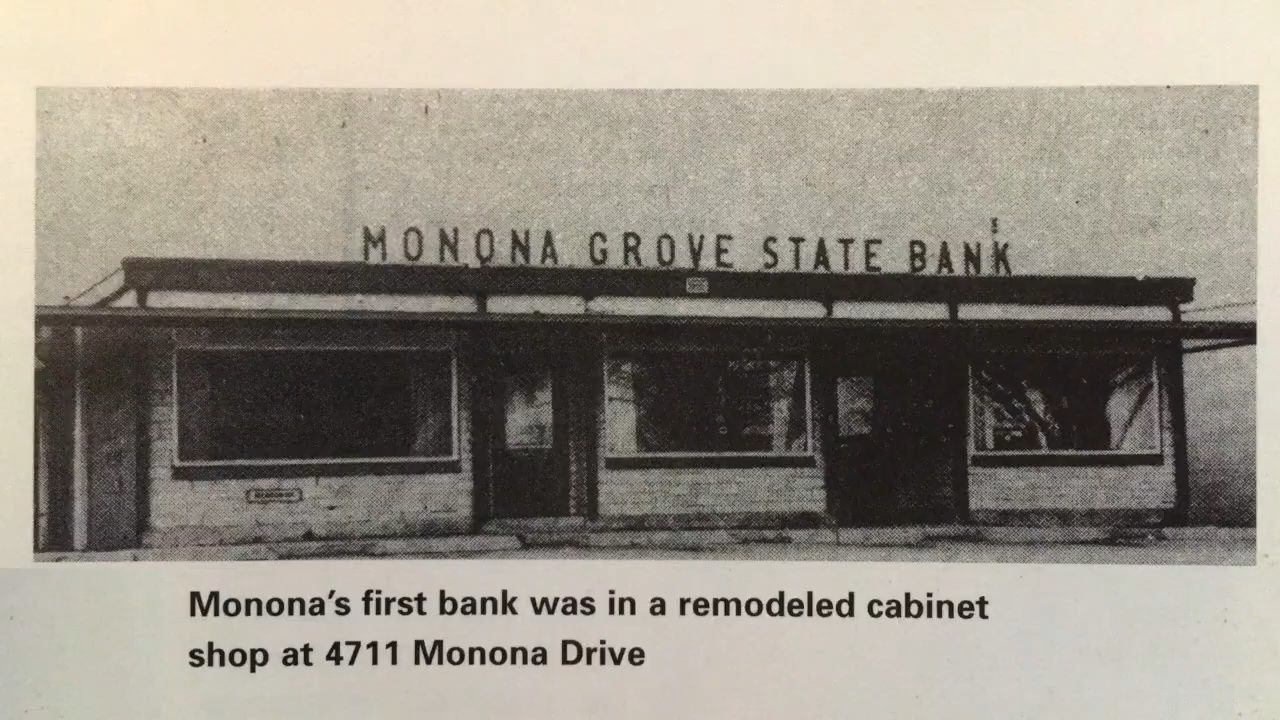 MONONA GROVE STATE BANK
Monona's first bank was in a remodeled cabinet
shop at 4711 Monona Drive